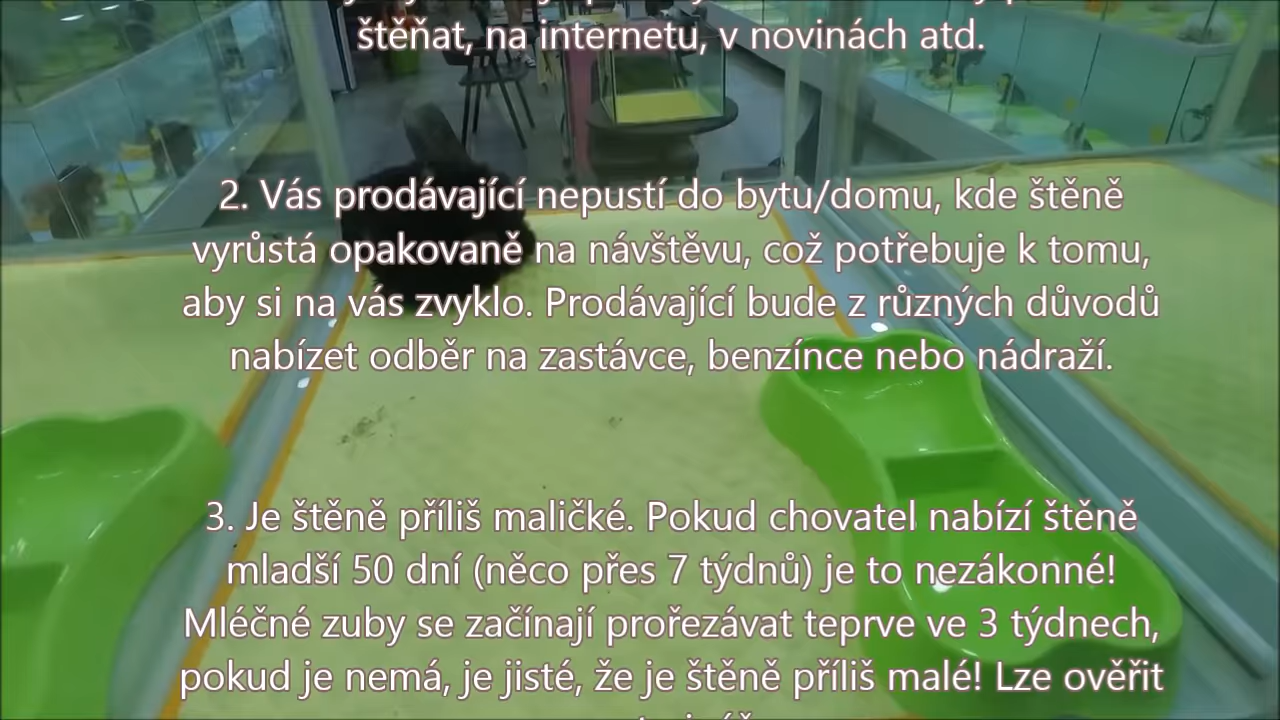 štěňat, na internetu, v novinách atd.
2. Vás prodávající nepustí do bytu/domu, kde štěně
vyrůstá opakovaně na návštěvu, což potřebuje k tomu,
aby si na vás zvyklo. Prodávající bude z různých důvodů
nabízet odběr na zastávce, benzínce nebo nádraží.
3. Je štěně příliš maličké. Pokud chovatel nabízí štěně
mladší 50 dní (něco přes 7 týdnů) je to nezákonné!
Mléčné zuby se začínají prořezávat teprve ve 3 týdnech,
pokud je nemá, je jisté, že je štěně příliš malé! Lze ověřit